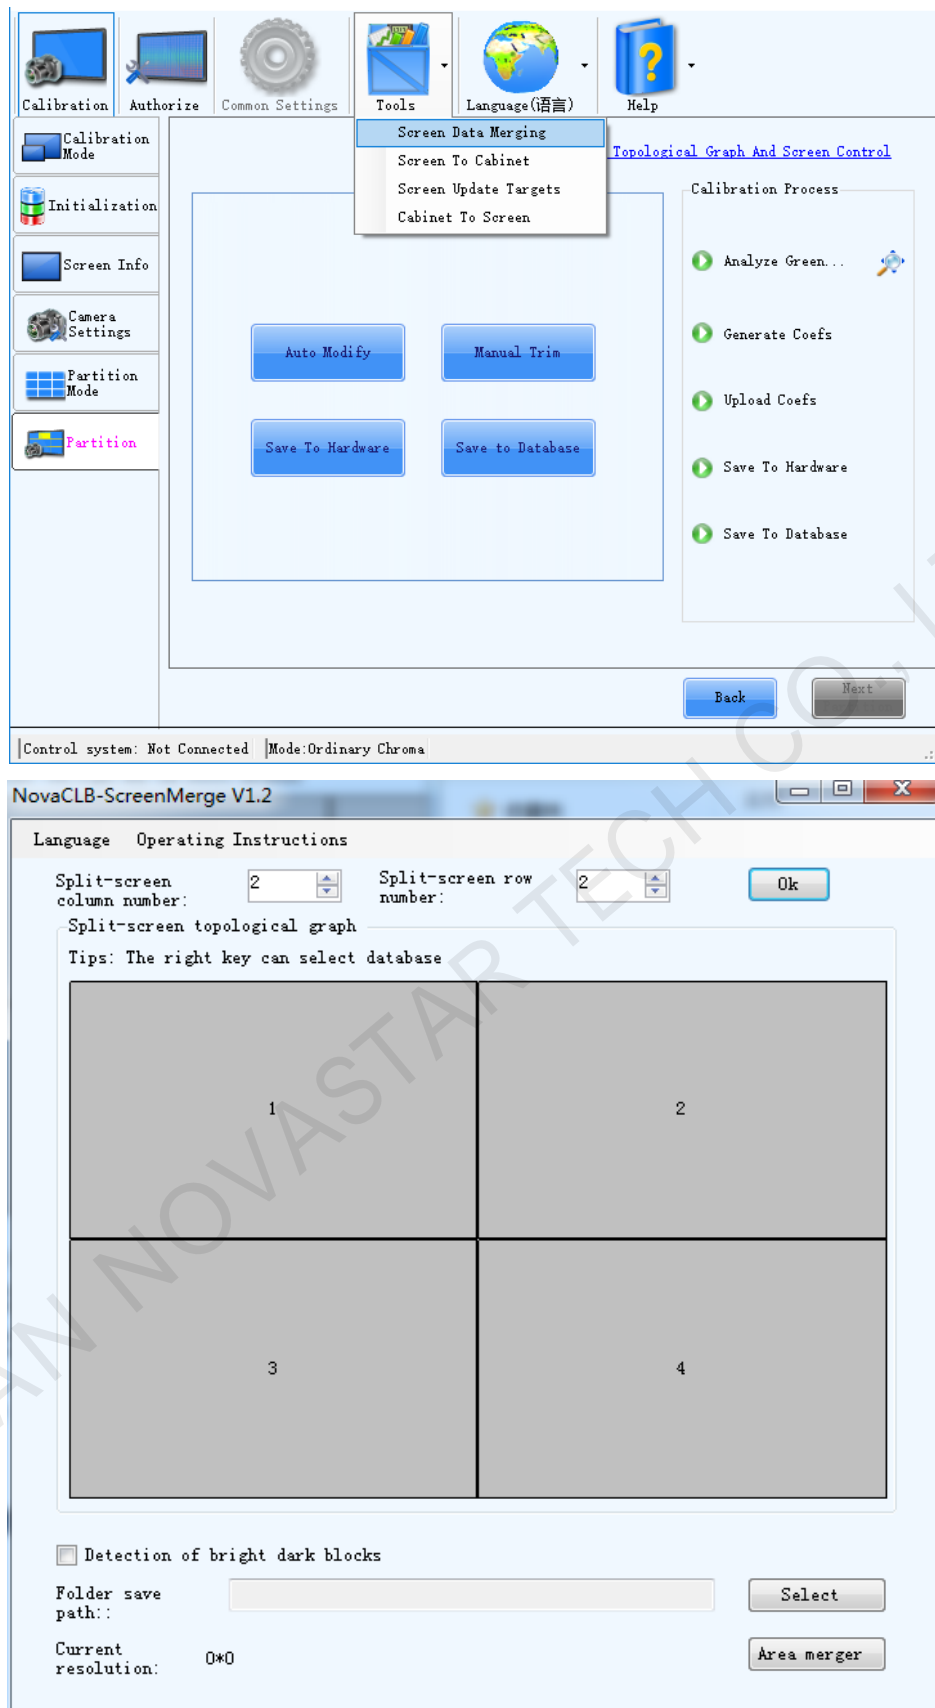 Calibration
Authorize
Common Settings
Tools
Language(语言)
Help
Screen Data Merging
Screen To Cabinet
Screen Update Targets
Cabinet To Screen
Topological Graph And Screen Control
Calibration
Mode
Initialization
Screen Info
Camera
Settings
Partition
Mode
Partition
Auto Modify
Manual Trim
Save To Hardware
Save to Database
Calibration Process
Analyze Green...
Generate Coefs
Upload Coefs
Save To Hardware
Save To Database
Back
Next
Control system: Not Connected
Mode:Ordinary Chroma
NovaCLB-ScreenMerge V1.2
Language Operating Instructions
Split-screen
column number:
2
Split-screen row
number:
2
Ok
Split-screen topological graph
Tips: The right key can select database
1
2
3
4
Detection of bright dark blocks
Folder save
path::
Select
Current
resolution:
0*0
Area merger
NOVASTAR TECH CO.,